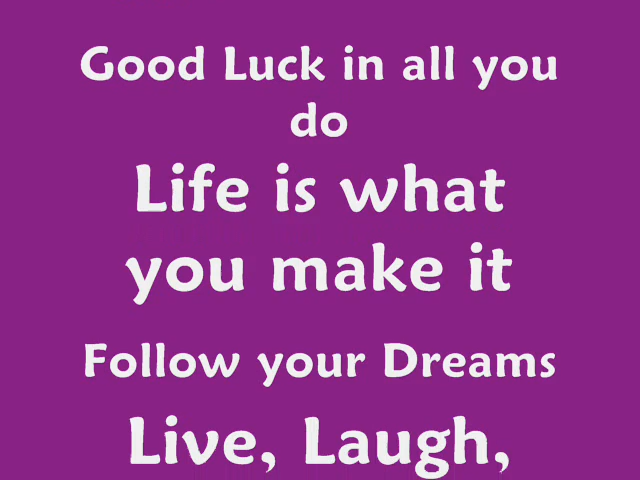 Good Luck in all you
do
Life is what
you make it
Follow your Dreams
Live, Laugh,